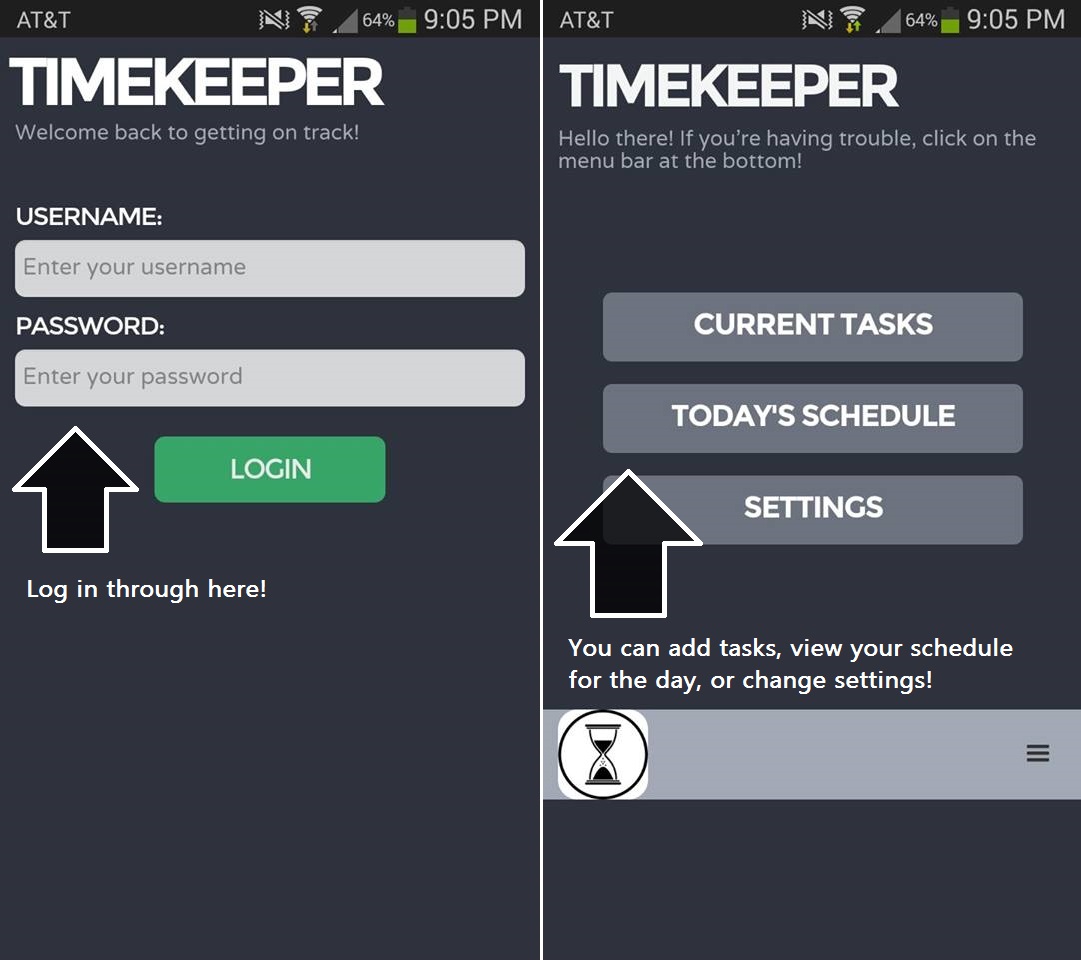 AT&T 64% 9:05 PM
TIMEKEEPER
Welcome back to getting on track!
USERNAME:
Enter your username
PASSWORD:
Enter your password
LOGIN
Log in through here!
AT&T 64% 9:05 PM
TIMEKEEPER
Hello there! If you're having trouble, click on the
menu bar at the bottom!
CURRENT TASKS
TODAY'S SCHEDULE
SETTINGS
You can add tasks, view your schedule
for the day, or change settings!